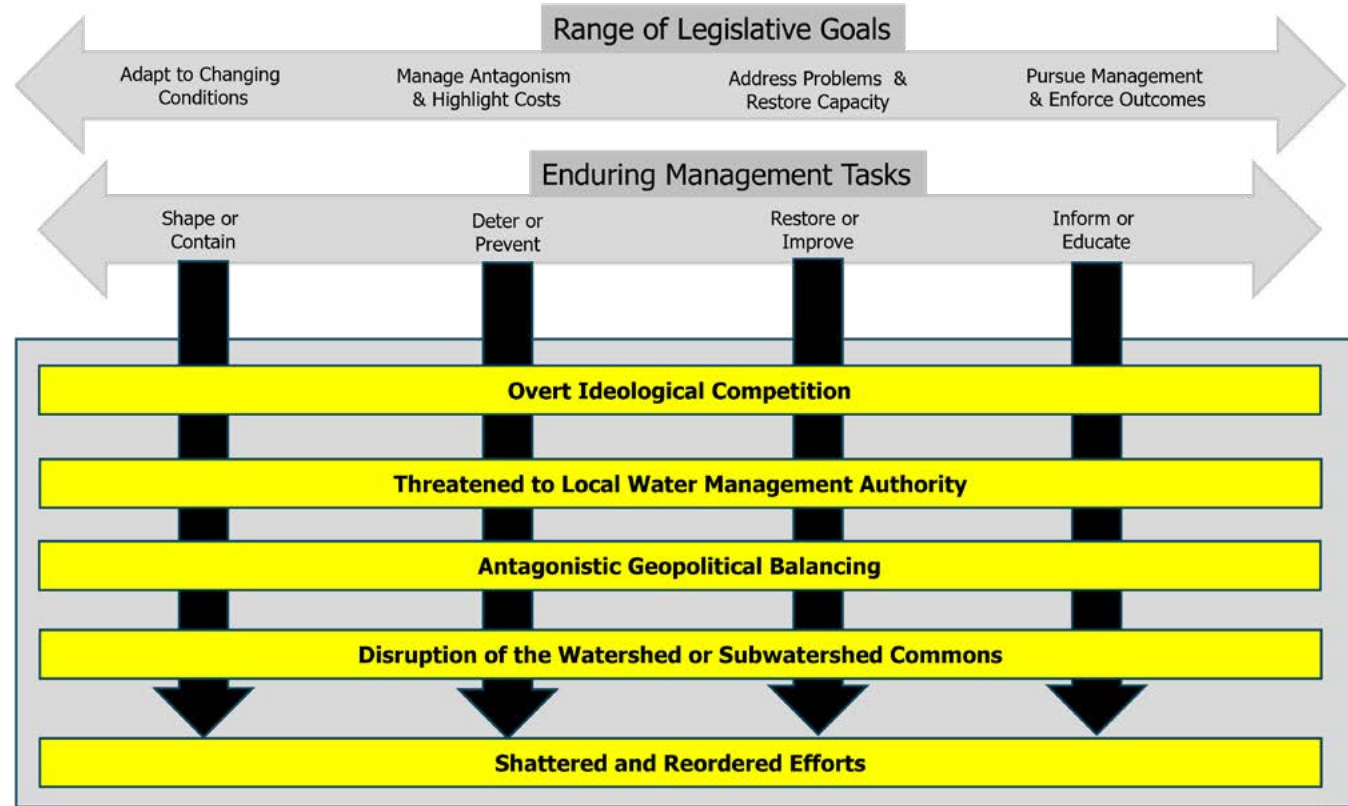 Range of Legislative Goals
Adapt to Changing
Conditions
Manage Antagonism
& Highlight Costs
Address Problems &
Restore Capacity
Pursue Management
& Enforce Outcomes
Enduring Management Tasks
Shape or
Contain
Deter or
Prevent
Restore or
Improve
Inform or
Educate
Overt Ideological Competition
Threatened to Local Water Management Authority
Antagonistic Geopolitical Balancing
Disruption of the Watershed or Subwatershed Commons
Shattered and Reordered Efforts